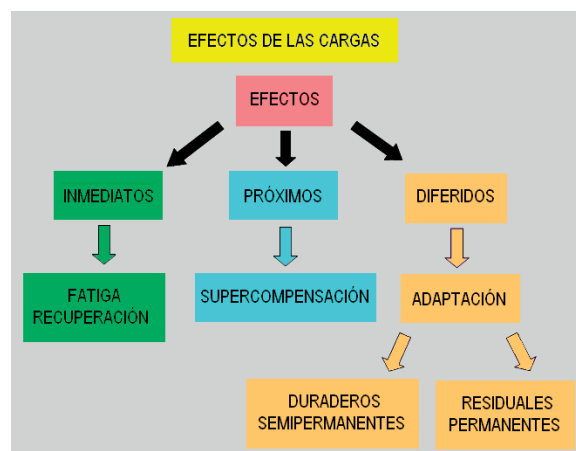 EFECTOS DE LAS CARGAS
EFECTOS
INMEDIATOS
PRÓXIMOS
DIFERIDOS
FATIGA
RECUPERACIÓN
SUPERCOMPENSACIÓN
ADAPTACIÓN
DURADEROS
SEMIPERMANENTES
RESIDUALES
PERMANENTES